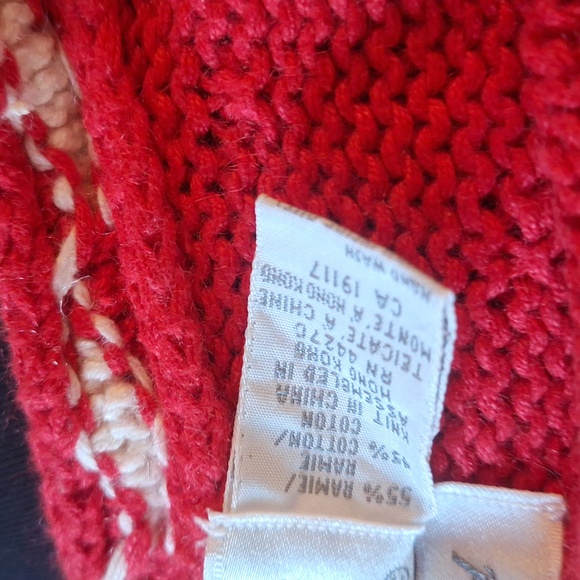 55% RAMIE/
RAMIE
45% COTTON/
COTON
KNIT IN CHINA
ASSEMBLED IN
HONG KONG
RN 44270
TEICATE A CHINE
MONTE, A HONG KONG
CA 19117
HAND WASH